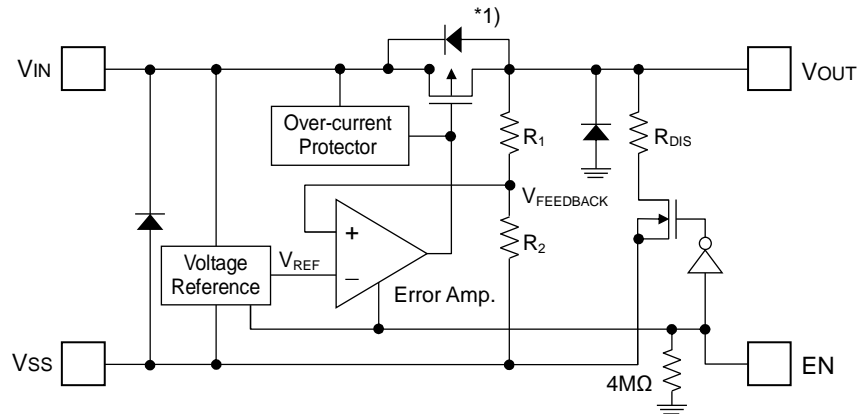 *1)
VIN
VOUT
Over-current
Protector
R1
RDIS
VFEEDBACK
+
R2
Voltage
Reference
VREF
−
Error Amp.
VSS
4MΩ
EN